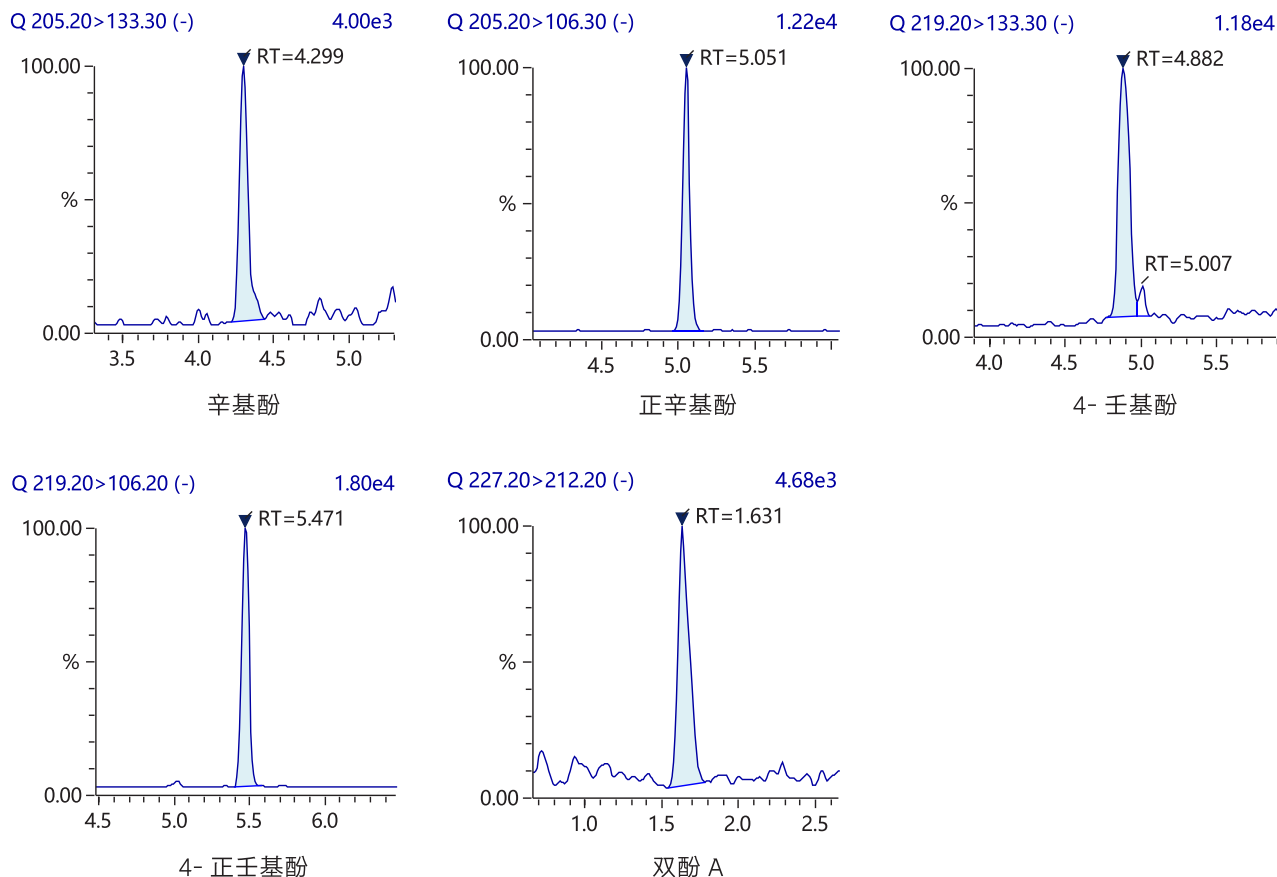 Q 205.20>133.30 (-) 4.00e3
RT=4.299
100.00
%
0.00
3.5 4.0 4.5 5.0
辛基酚
Q 205.20>106.30 (-) 1.22e4
RT=5.051
100.00
%
0.00
4.5 5.0 5.5
正辛基酚
Q 219.20>133.30 (-) 1.18e4
RT=4.882
100.00
%
RT=5.007
0.00
4.0 4.5 5.0 5.5
4- 壬基酚
Q 219.20>106.20 (-) 1.80e4
RT=5.471
100.00
%
0.00
4.5 5.0 5.5 6.0
4- 正壬基酚
Q 227.20>212.20 (-) 4.68e3
RT=1.631
100.00
%
0.00
1.0 1.5 2.0 2.5
双酚 A